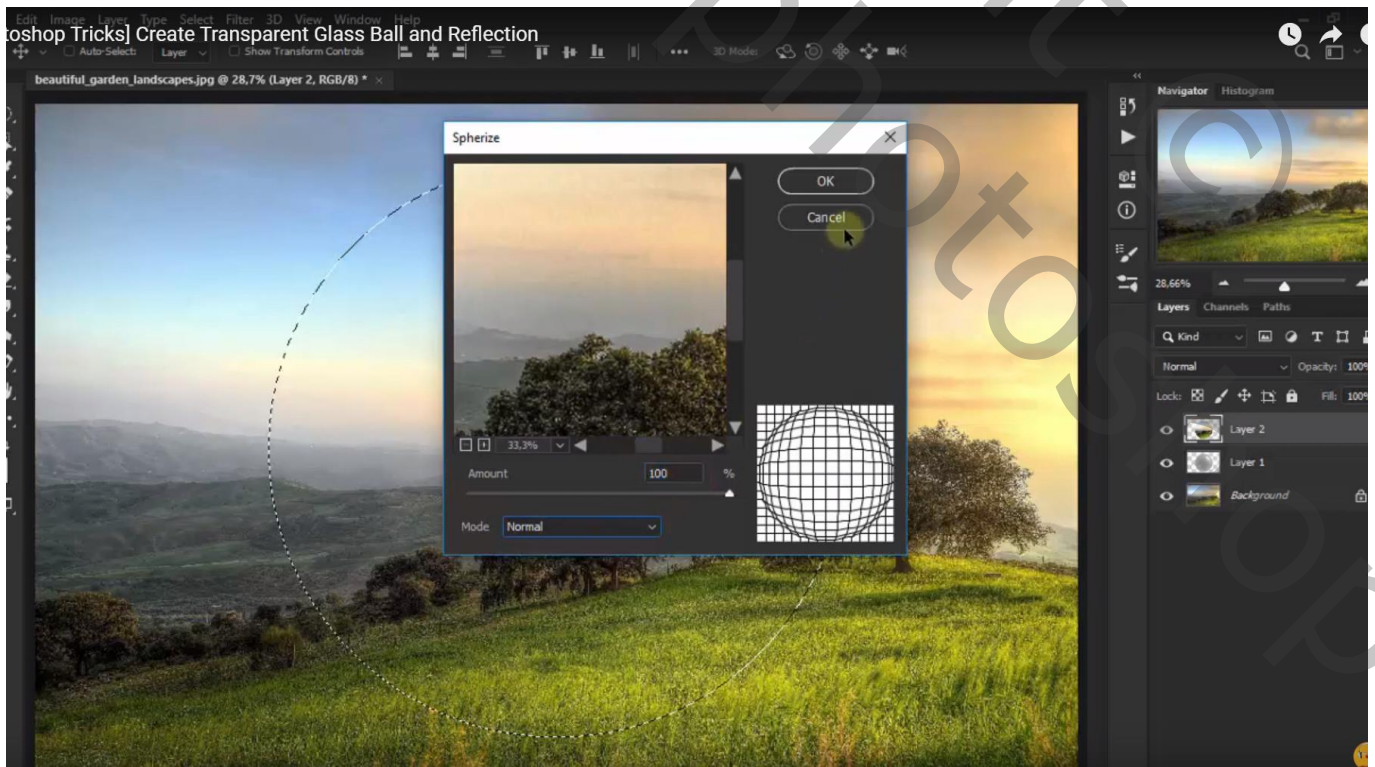 Edit Image Layer Type Select Filter 3D View Window Help
toshop Tricks] Create Transparent Glass Ball and Reflection
Auto-Select: Layer Show Transform Controls 3D Mode:
beautiful_garden_landscapes.jpg @ 28,7% (Layer 2, RGB/8) *
Navigator Histogram
Spherize
OK
Cancel
33,3%
Amount 100 %
Mode Normal
28,66%
Layers Channels Paths
Kind
Normal Opacity: 100%
Lock: Fill: 100%
Layer 2
Layer 1
Background
©